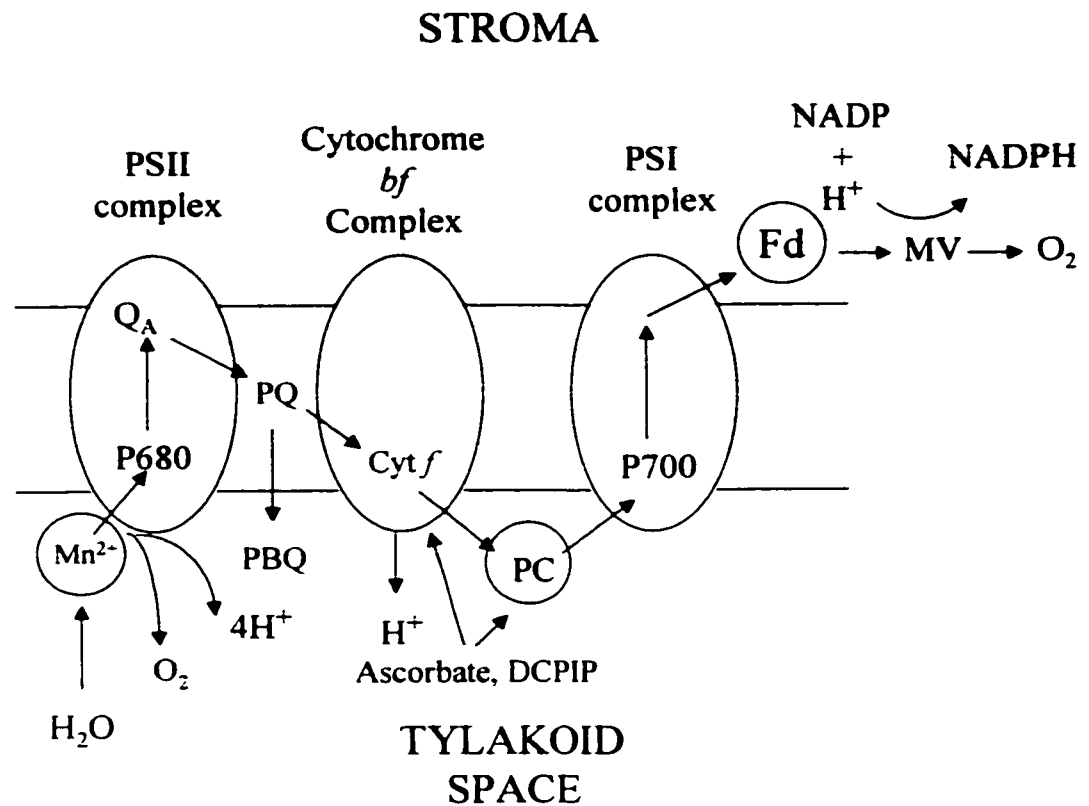 STROMA
PSII
complex
Cytochrome
bf
Complex
PSI
complex
NADP
+
H⁺
NADPH
Fd
MV
O₂
Q_A
PQ
P680
Cyt f
P700
Mn²⁺
PBQ
PC
4H⁺
H⁺
O₂
Ascorbate, DCPIP
H₂O
TYLAKOID
SPACE